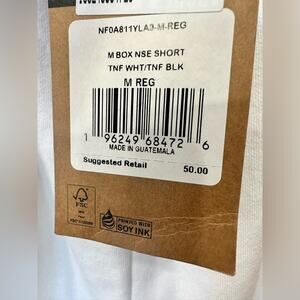 NF0A811YLA9-M-REG
M BOX NSE SHORT
TNF WHT/TNF BLK
M REG
1 96249 68472 6
MADE IN GUATEMALA
Suggested Retail 50.00
FSC
PRINTED WITH
SOY INK